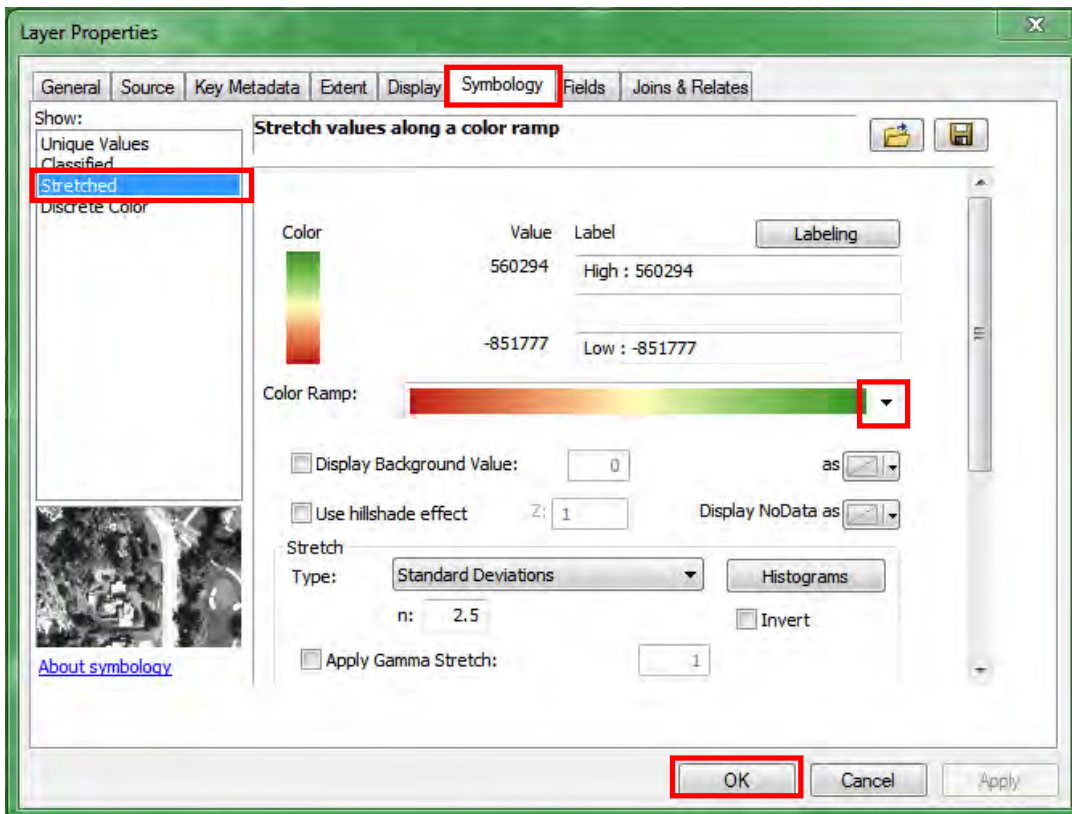 Layer Properties
X
General Source Key Metadata Extent Display Symbology Fields Joins & Relates
Show:
Unique Values
Classified
Stretched
Discrete Color
Stretch values along a color ramp
Color Value Label Labeling
560294 High : 560294
-851777 Low : -851777
Color Ramp:
Display Background Value: 0 as
Use hillshade effect Z: 1 Display NoData as
Stretch
Type: Standard Deviations Histograms
n: 2.5 Invert
Apply Gamma Stretch: 1
About symbology
OK Cancel Apply